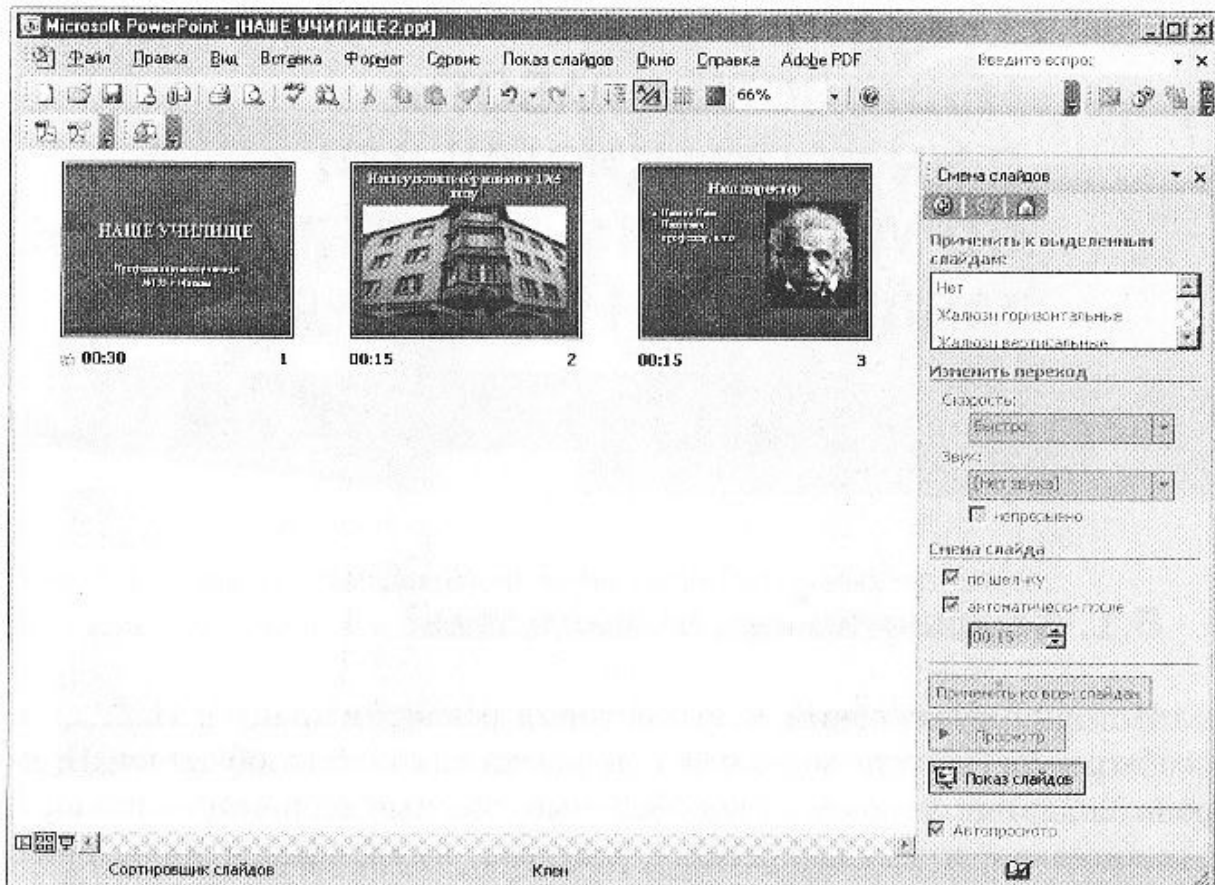 Microsoft PowerPoint - [НАШЕ УЧИЛИЩЕ2.ppt]
Файл Правка Вид Вставка Формат Сервис Показ слайдов Окно Справка Adobe PDF Введите вопрос
66%
НАШЕ УЧИЛИЩЕ
Наш директор
00:30 1
00:15 2
00:15 3
Смена слайдов
Применить к выделенным
слайдам:
Нет
Жалюзи горизонтальные
Жалюзи вертикальные
Изменить переход
Скорость:
Быстро
Звук:
[Нет звука]
непрерывно
Смена слайда
по щелчку
автоматически после
00:15
Применить ко всем слайдам
Просмотр
Показ слайдов
Автопросмотр
Сортировщик слайдов Клен